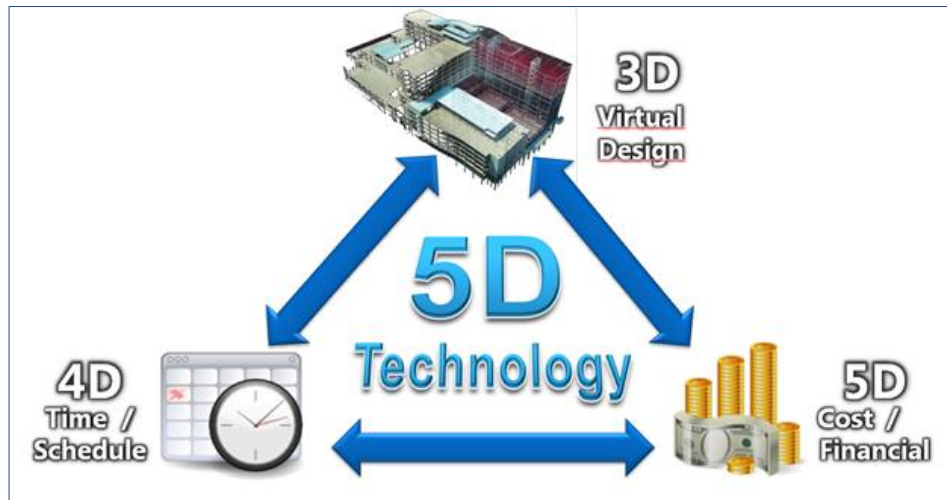 3D
Virtual
Design
5D
Technology
4D
Time /
Schedule
5D
Cost /
Financial